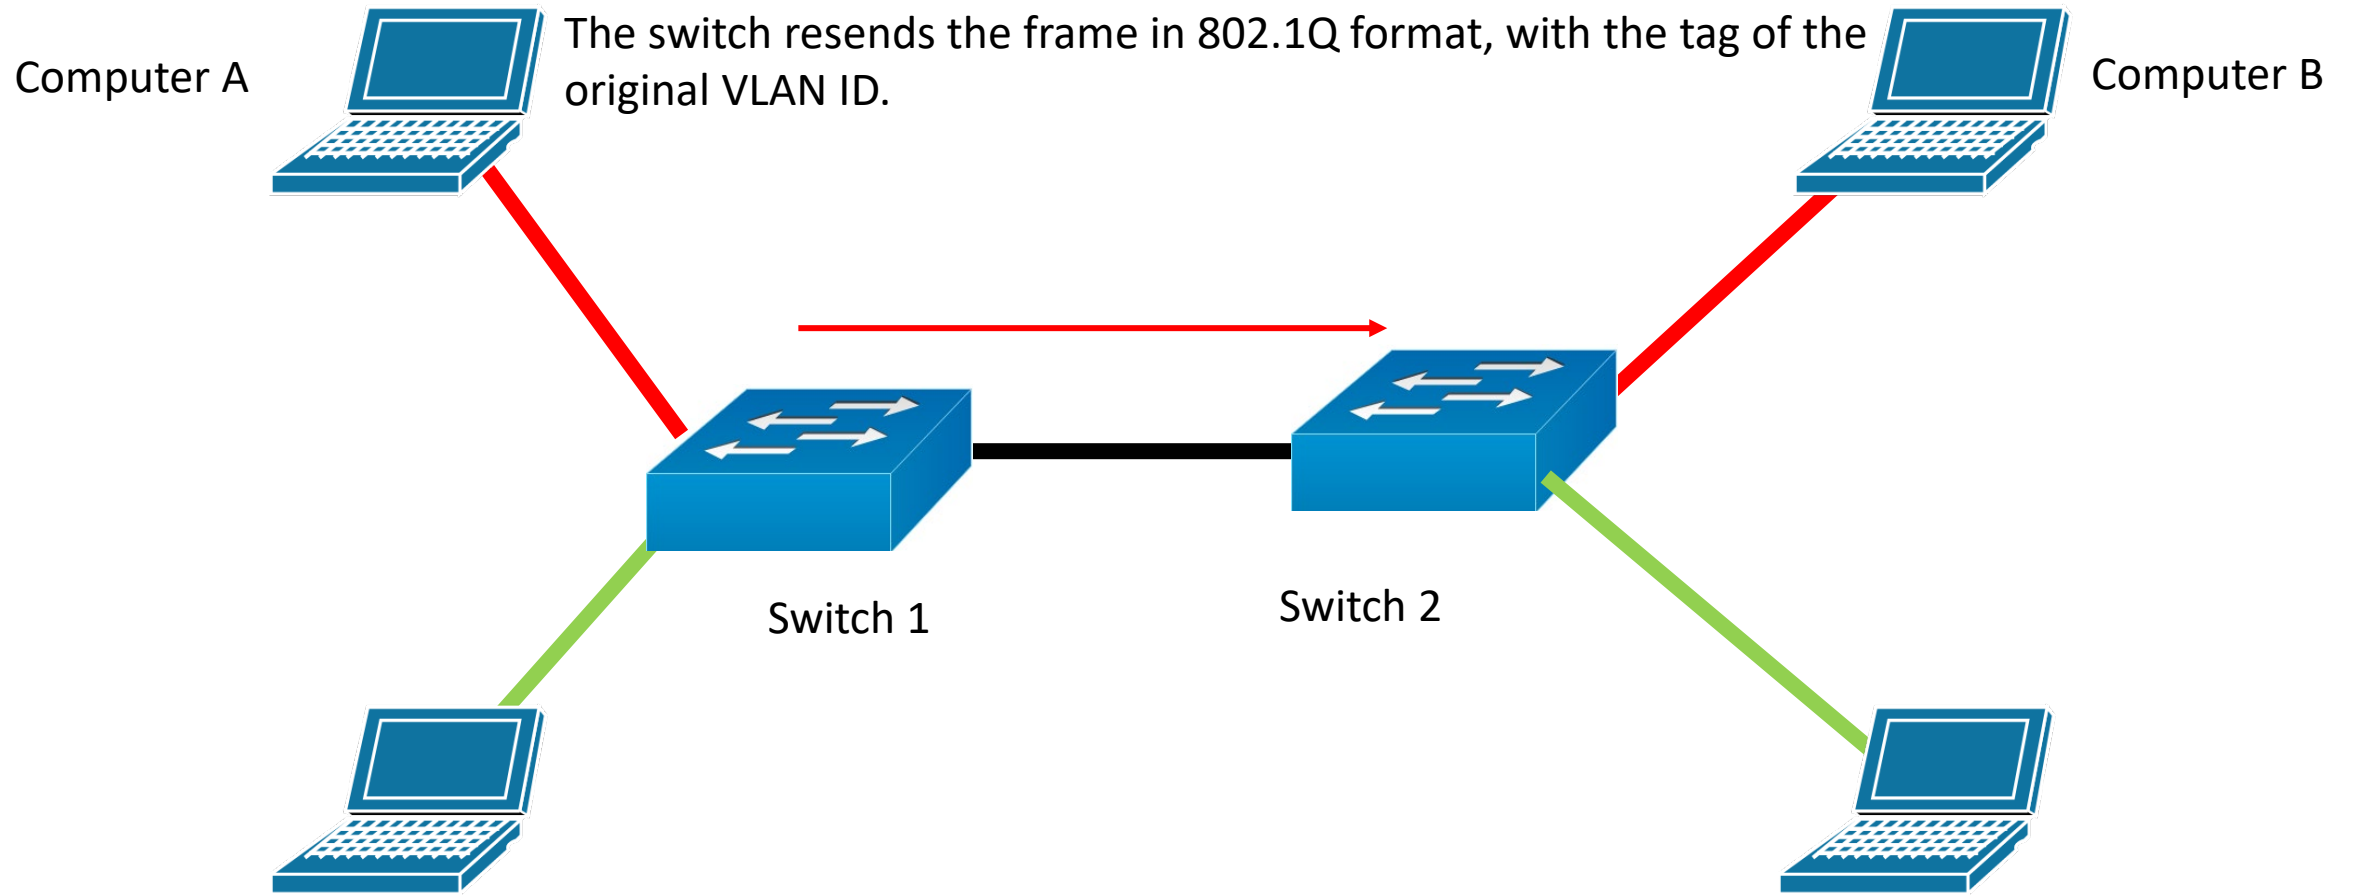 The switch resends the frame in 802.1Q format, with the tag of the
original VLAN ID.
Computer A
Computer B
Switch 1
Switch 2